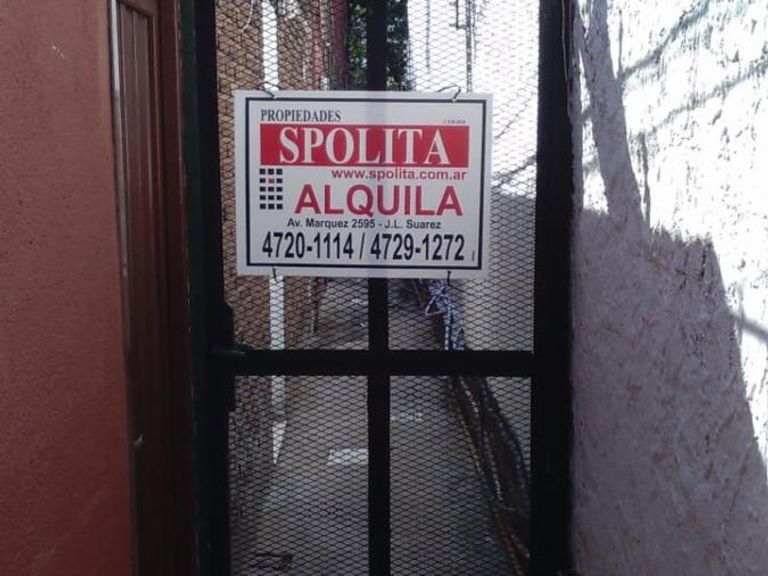 PROPIEDADES
SPOLITA
www.spolita.com.ar
ALQUILA
Av. Marquez 2595 - J.L. Suarez
4720-1114 / 4729-1272